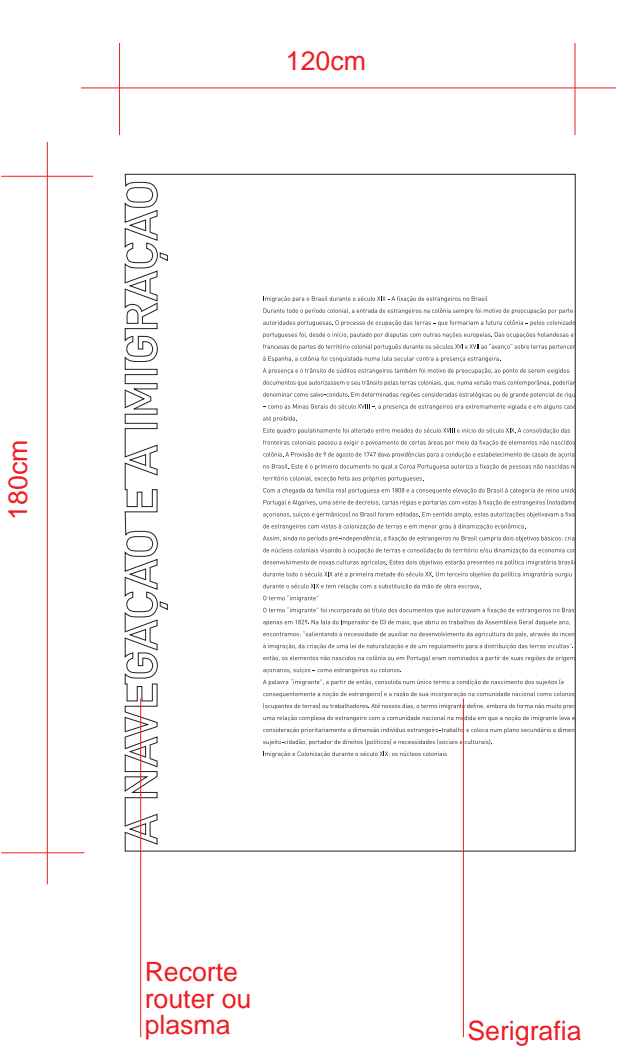 120cm
180cm
A NAVEGAÇAO E A IMIGRAÇAO
Imigração para o Brasil durante o século XIX - A fixação de estrangeiros no Brasil
Durante todo o período colonial, a entrada de estrangeiros na colônia sempre foi motivo de preocupação por parte
autoridades portuguesas. O processo de ocupação das terras – que formariam a futura colônia – pelos colonizado
portugueses foi, desde o início, pautado por disputas com outras nações europeias. Das ocupações holandesas e
francesas de partes do território colonial português durante os séculos XVI e XVII ao "avanço" sobre terras pertencen
à Espanha, a colônia foi conquistada numa luta secular contra a presença estrangeira.
A presença e o trânsito de súditos estrangeiros também foi motivo de preocupação, ao ponto de serem exigidos
documentos que autorizassem o seu trânsito pelas terras coloniais, que, numa versão mais contemporânea, poderiam
denominar como salvo-conduto. Em determinadas regiões consideradas estratégicas ou de grande potencial de riqu
– como as Minas Gerais do século XVIII –, a presença de estrangeiros era extremamente vigiada e em alguns caso
até proibida.
Este quadro paulatinamente foi alterado entre meados do século XVIII e início do século XIX. A consolidação das
fronteiras coloniais passou a exigir o povoamento de certas áreas por meio da fixação de elementos não nascidos
colônia. A Provisão de 9 de agosto de 1747 dava providências para a condução e estabelecimento de casais de açoria
no Brasil. Este é o primeiro documento no qual a Coroa Portuguesa autoriza a fixação de pessoas não nascidas n
território colonial, exceção feita aos próprios portugueses.
Com a chegada da família real portuguesa em 1808 e a consequente elevação do Brasil à categoria de reino unido
Portugal e Algarves, uma série de decretos, cartas régias e portarias com vistas à fixação de estrangeiros (notadame
açorianos, suíços e germânicos) no Brasil foram editadas. Em sentido amplo, estas autorizações objetivavam a fixa
de estrangeiros com vistas à colonização de terras e em menor grau à dinamização econômica.
Assim, ainda no período pré-independência, a fixação de estrangeiros no Brasil cumpria dois objetivos básicos: cria
de núcleos coloniais visando à ocupação de terras e consolidação do território e/ou dinamização da economia com
desenvolvimento de novas culturas agrícolas. Estes dois objetivos estarão presentes na política imigratória brasile
durante todo o século XIX até a primeira metade do século XX. Um terceiro objetivo da política imigratória surgiu
durante o século XIX e tem relação com a substituição da mão de obra escrava.
O termo "imigrante"
O termo "imigrante" foi incorporado ao título dos documentos que autorizavam a fixação de estrangeiros no Bras
apenas em 1829. Na fala do Imperador de 03 de maio, que abriu os trabalhos da Assembleia Geral daquele ano,
encontramos: "salientando a necessidade de auxiliar no desenvolvimento da agricultura do país, através do incen
à imigração, da criação de uma lei de naturalização e de um regulamento para a distribuição das terras incultas".
então, os elementos não nascidos na colônia ou em Portugal eram nominados a partir de suas regiões de origem
açorianos, suíços – como estrangeiros ou colonos.
A palavra "imigrante", a partir de então, consolida num único termo a condição de nascimento dos sujeitos (e
consequentemente a noção de estrangeiro) e a razão de sua incorporação na comunidade nacional como colonos
(ocupantes de terras) ou trabalhadores. Até nossos dias, o termo imigrante define, embora de forma não muito prec
uma relação complexa do estrangeiro com a comunidade nacional na medida em que a noção de imigrante leva e
consideração prioritariamente a dimensão indivíduo estrangeiro-trabalho e coloca num plano secundário a dimen
sujeito-cidadão, portador de direitos (políticos) e necessidades (sociais e culturais).
Imigração e Colonização durante o século XIX: os núcleos coloniais
Recorte
router ou
plasma
Serigrafia